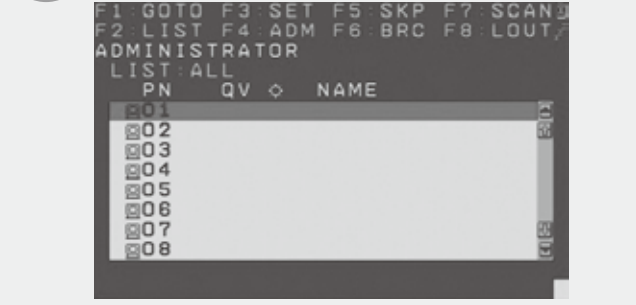 F1:GOTO F3:SET F5:SKP F7:SCAN
F2:LIST F4:ADM F6:BRC F8:LOUT
ADMINISTRATOR
LIST:ALL
PN QV NAME
01
02
03
04
05
06
07
08